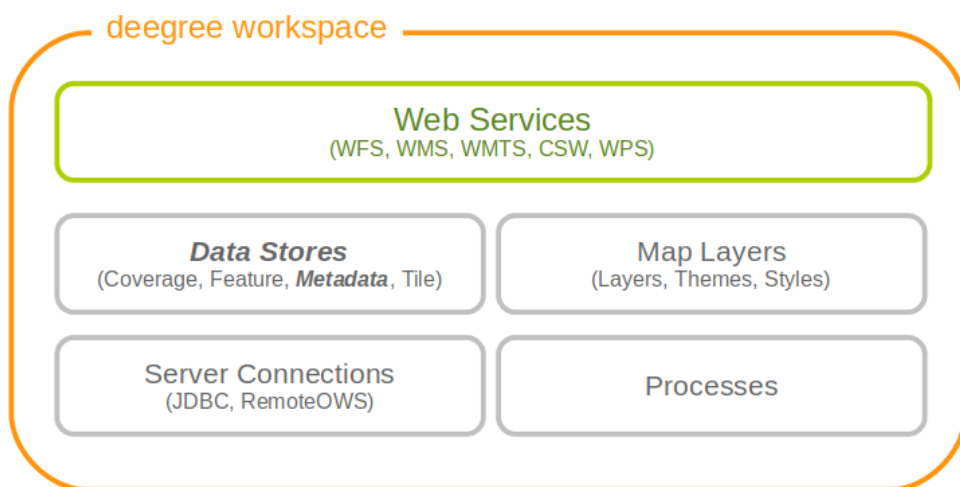 deegree workspace
Web Services
(WFS, WMS, WMTS, CSW, WPS)
Data Stores
(Coverage, Feature, Metadata, Tile)
Map Layers
(Layers, Themes, Styles)
Server Connections
(JDBC, RemoteOWS)
Processes